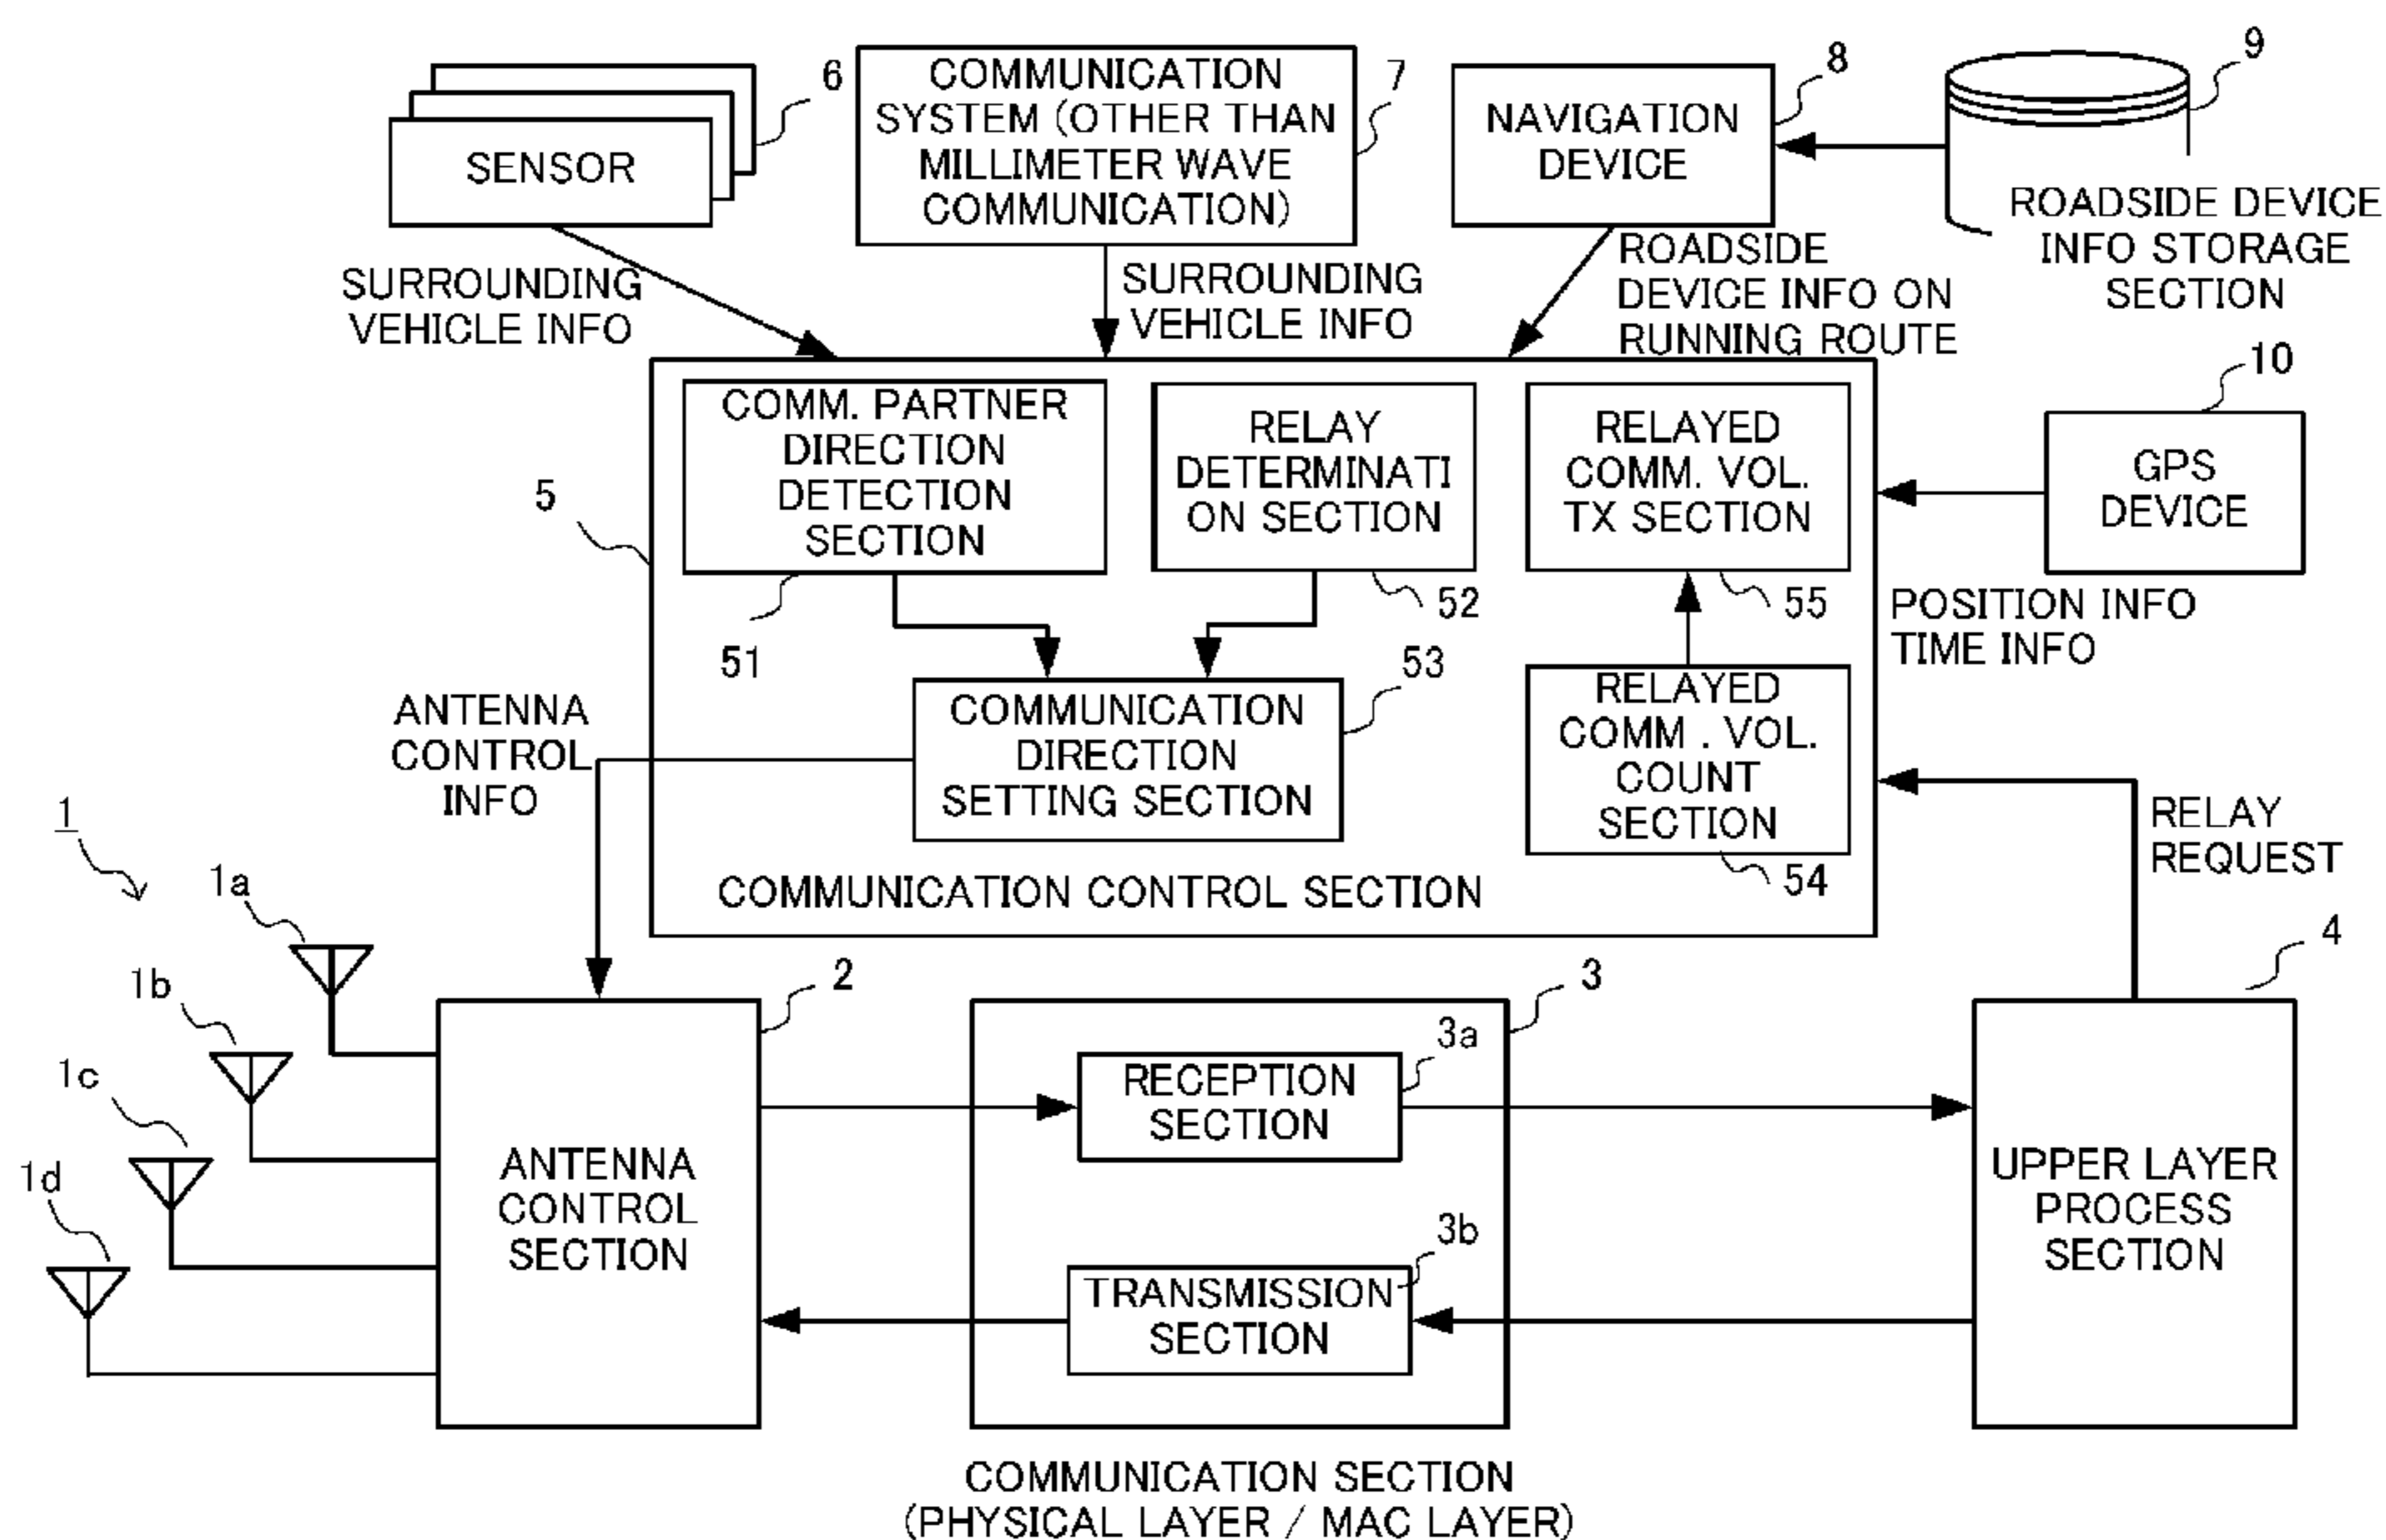 6
SENSOR
COMMUNICATION
SYSTEM (OTHER THAN
MILLIMETER WAVE
COMMUNICATION)
7
NAVIGATION
DEVICE
8
9
ROADSIDE DEVICE
INFO STORAGE
SECTION
SURROUNDING
VEHICLE INFO
SURROUNDING
VEHICLE INFO
ROADSIDE
DEVICE INFO ON
RUNNING ROUTE
5
COMM. PARTNER
DIRECTION
DETECTION
SECTION
51
RELAY
DETERMINATI
ON SECTION
52
RELAYED
COMM. VOL.
TX SECTION
55
10
GPS
DEVICE
POSITION INFO
TIME INFO
COMMUNICATION
DIRECTION
SETTING SECTION
53
RELAYED
COMM . VOL.
COUNT
SECTION
54
COMMUNICATION CONTROL SECTION
ANTENNA
CONTROL
INFO
RELAY
REQUEST
1
1a
1b
1c
1d
2
ANTENNA
CONTROL
SECTION
3
3a
RECEPTION
SECTION
3b
TRANSMISSION
SECTION
4
UPPER LAYER
PROCESS
SECTION
COMMUNICATION SECTION
(PHYSICAL LAYER / MAC LAYER)